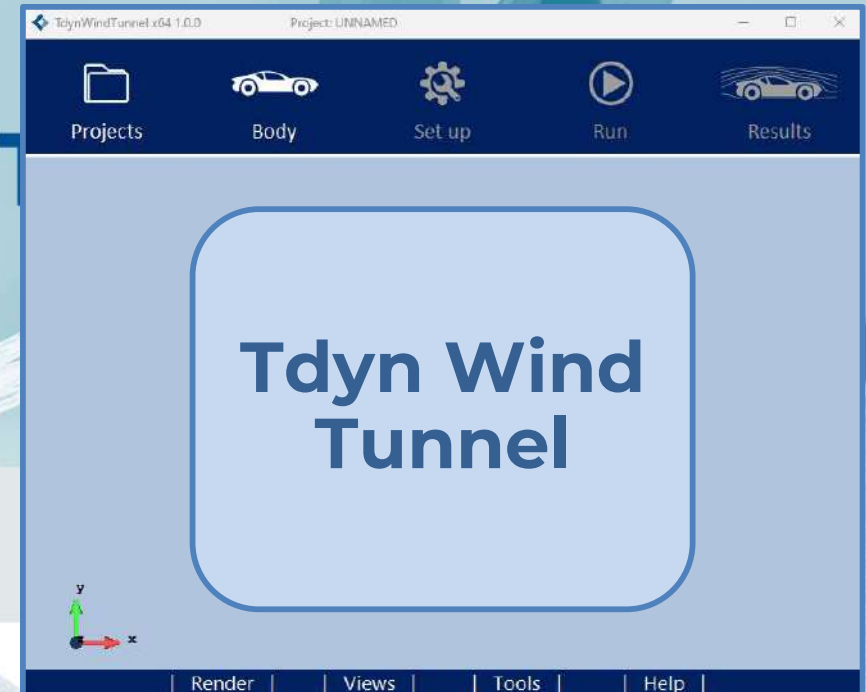 TdynWindTunnel x64 1.0.0 Project: UNNAMED
Projects Body Set up Run Results
Tdyn Wind
Tunnel
y
x
| Render | | Views | | Tools | | Help |